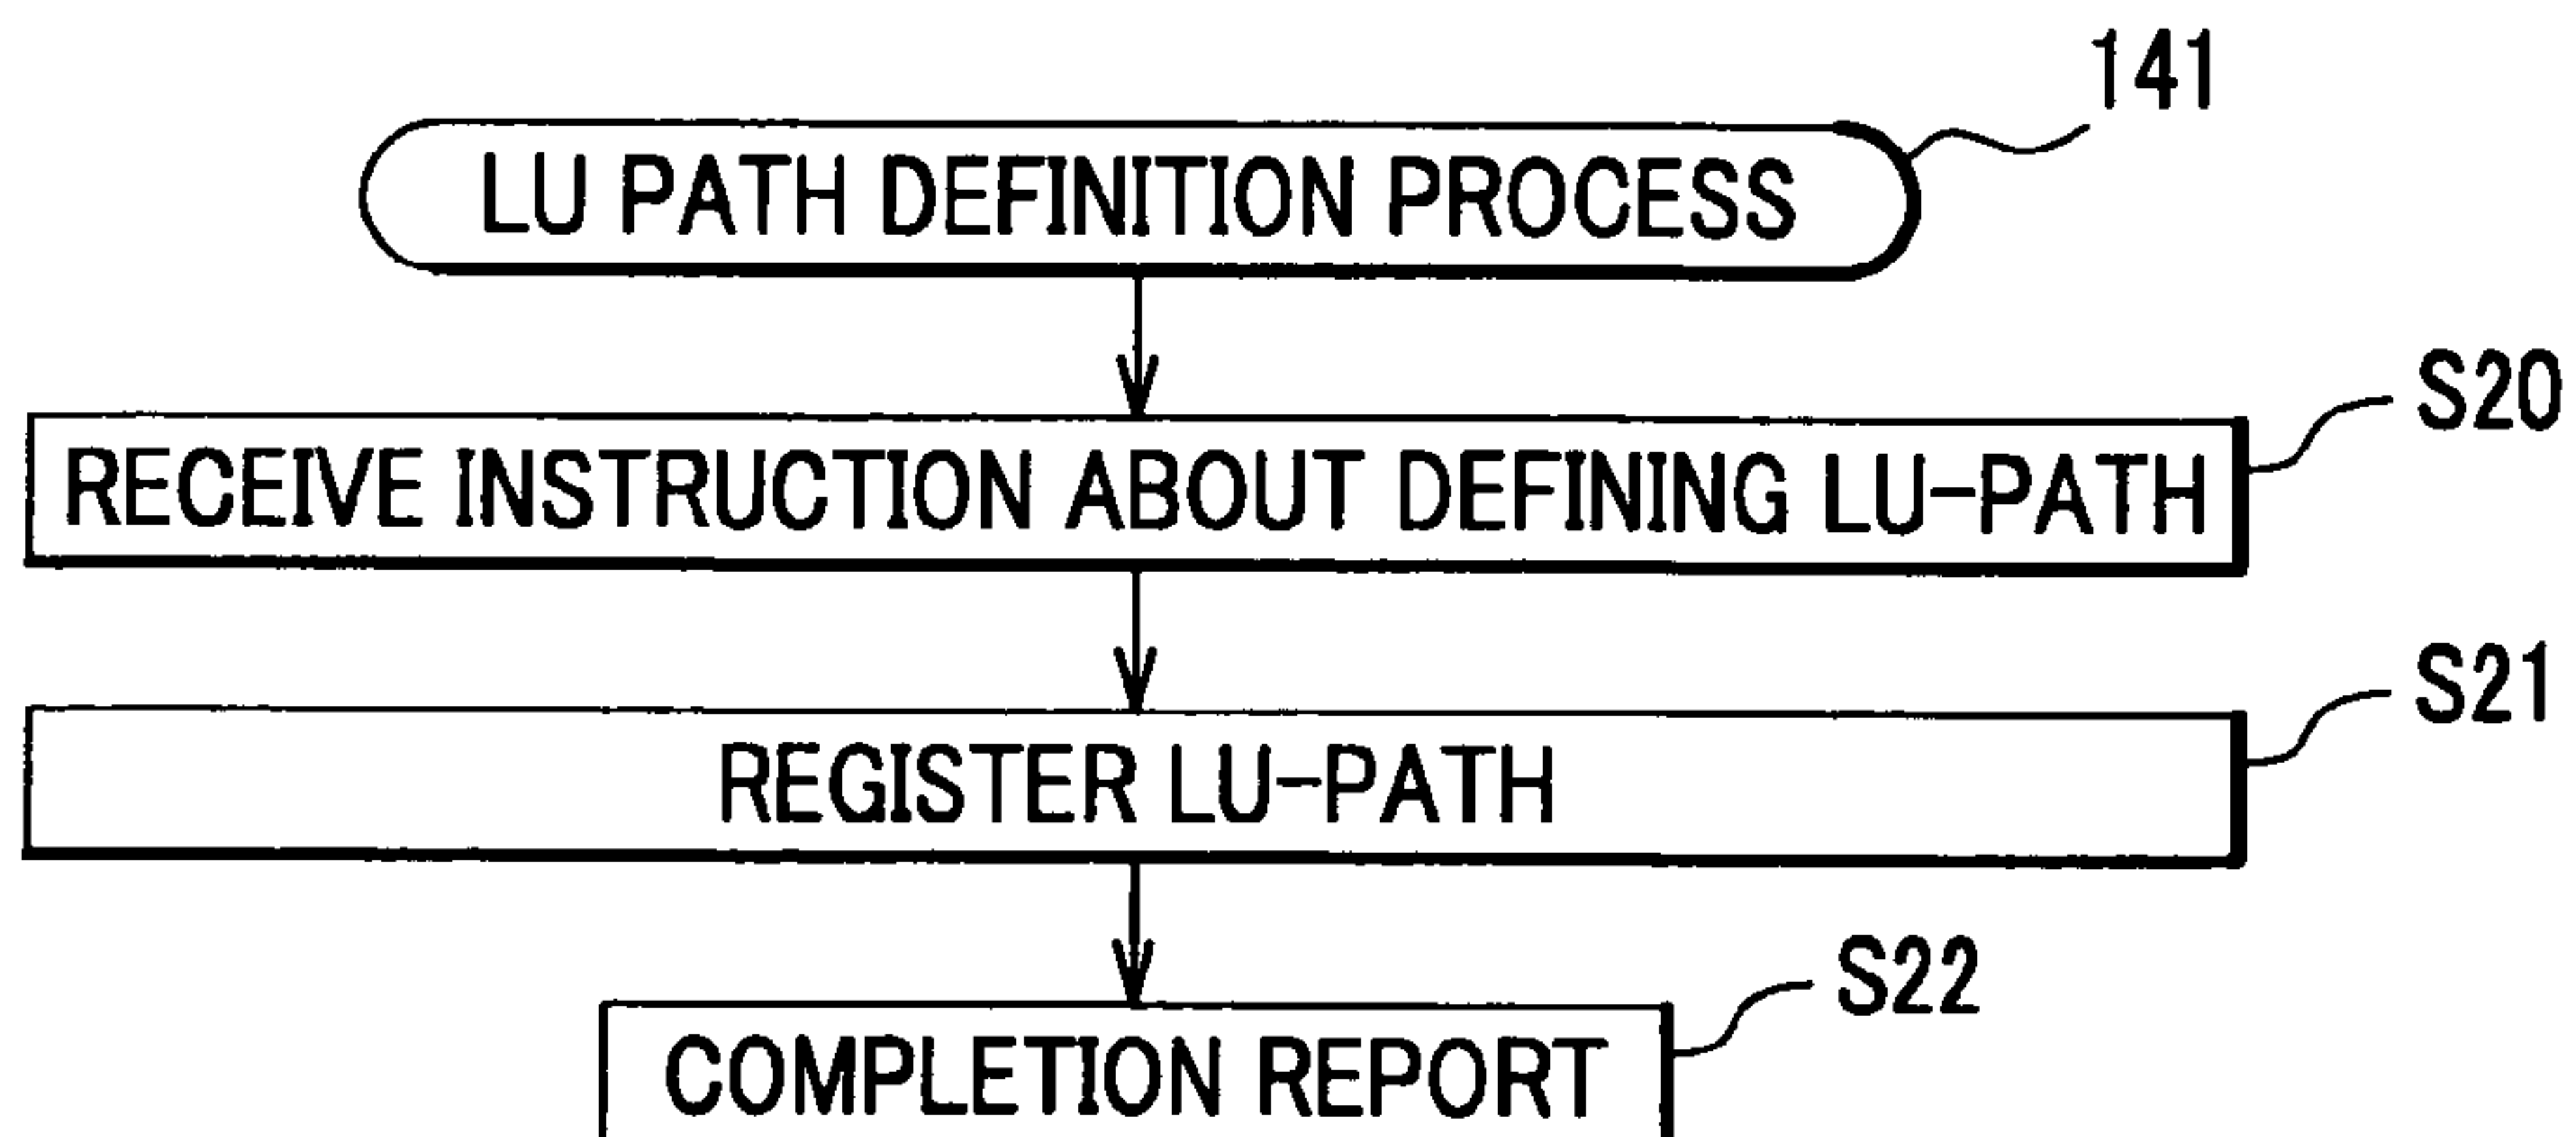 141
LU PATH DEFINITION PROCESS
S20
RECEIVE INSTRUCTION ABOUT DEFINING LU-PATH
S21
REGISTER LU-PATH
S22
COMPLETION REPORT